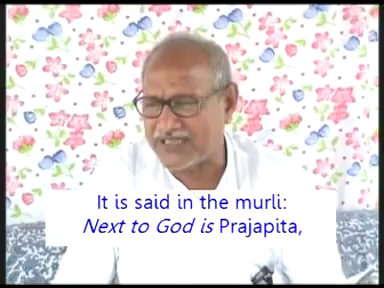 It is said in the murli:
Next to God is Prajapita,